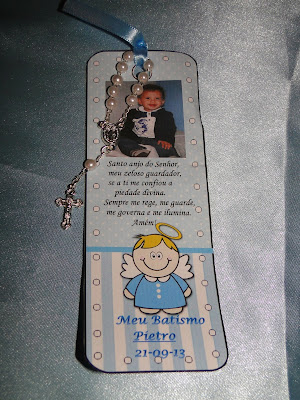 Santo anjo do Senhor,
meu zeloso guardador,
se a ti me confiou a
piedade divina.
Sempre me rege, me guarde,
me governa e me ilumina.
Amém!
Meu Batismo
Pietro
21-09-13